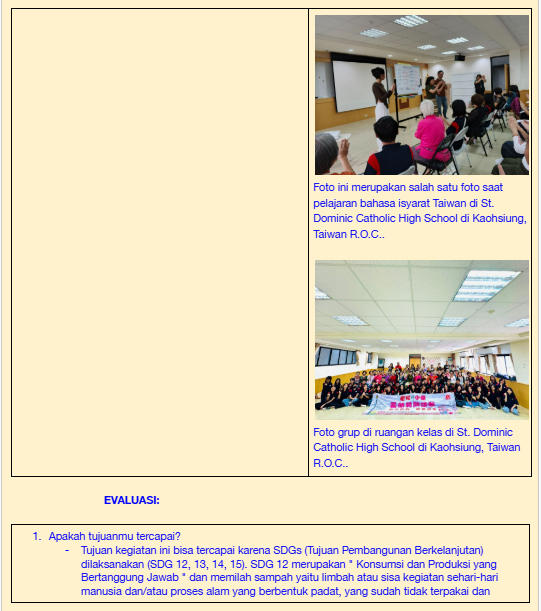 Foto ini merupakan salah satu foto saat
pelajaran bahasa isyarat Taiwan di St.
Dominic Catholic High School di Kaohsiung,
Taiwan R.O.C..
Foto grup di ruangan kelas di St. Dominic
Catholic High School di Kaohsiung, Taiwan
R.O.C..
EVALUASI:
1. Apakah tujuanmu tercapai?
- Tujuan kegiatan ini bisa tercapai karena SDGs (Tujuan Pembangunan Berkelanjutan)
dilaksanakan (SDG 12, 13, 14, 15). SDG 12 merupakan " Konsumsi dan Produksi yang
Bertanggung Jawab " dan memilah sampah yaitu limbah atau sisa kegiatan sehari-hari
manusia dan/atau proses alam yang berbentuk padat, yang sudah tidak terpakai dan